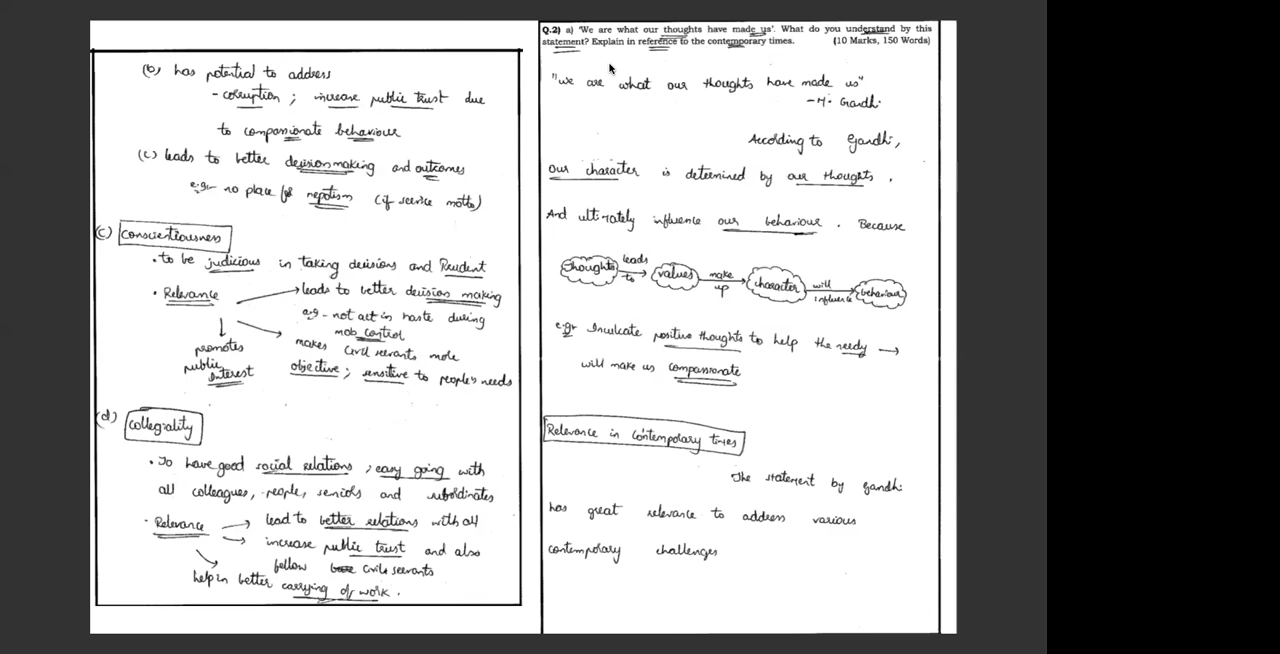 (b) has potential to address
- corruption ; increase public trust due
to compassionate behaviour
(c) leads to better decision making and outcomes
e.g:- no place for nepotism (if service motto)
(c) conscientiousness
• to be judicious in taking decisions and Prudent
• Relevance
leads to better decision making
e.g - not act in haste during
mob control
makes civil servants more
objective ; sensitive to people's needs
promotes
public
Interest
(d) collegiality
• To have good social relations ; easy going with
all colleagues, people, seniors and subordinates
• Relevance
lead to better relations with all
increase public trust and also
fellow civil servants
help in better carrying of work.
Q.2) a) 'We are what our thoughts have made us'. What do you understand by this
statement? Explain in reference to the contemporary times. (10 Marks, 150 Words)
"we are what our thoughts have made us"
- M. Gandhi
According to Gandhi,
our character is determined by our thoughts.
And ultimately influence our behaviour. Because
thoughts leads to values make up character will influence behaviour
e.g:- Inculcate positive thoughts to help the needy
will make us compassionate
Relevance in contemporary times
The statement by Gandhi
has great relevance to address various
contemporary challenges